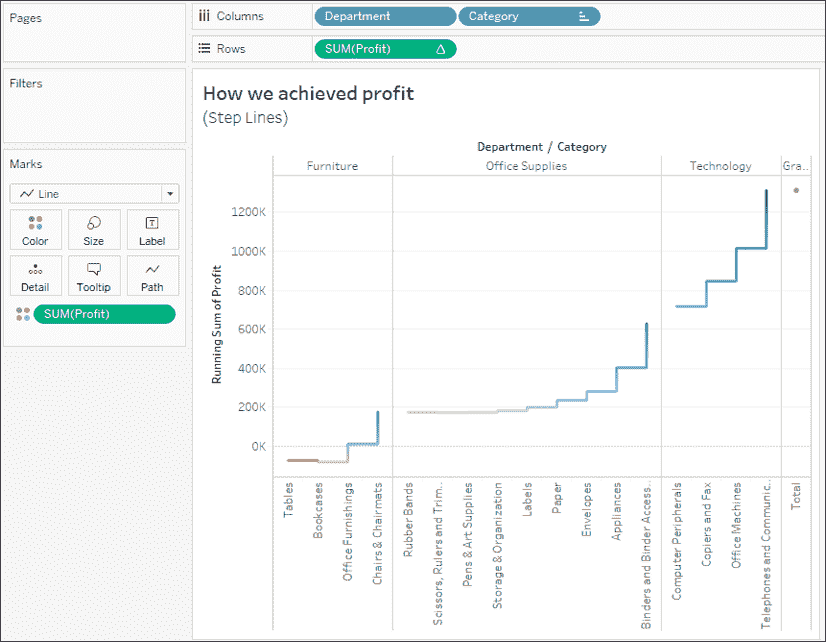 Pages
Columns
Department
Category
Rows
SUM(Profit)
Filters
How we achieved profit
(Step Lines)
Marks
Line
Color
Size
Label
Detail
Tooltip
Path
SUM(Profit)
Department / Category
Furniture
Office Supplies
Technology
Gra..
Running Sum of Profit
1200K
1000K
800K
600K
400K
200K
0K
Tables
Bookcases
Office Furnishings
Chairs & Chairmats
Rubber Bands
Scissors, Rulers and Trim..
Pens & Art Supplies
Storage & Organization
Labels
Paper
Envelopes
Appliances
Binders and Binder Access..
Computer Peripherals
Copiers and Fax
Office Machines
Telephones and Communic..
Total